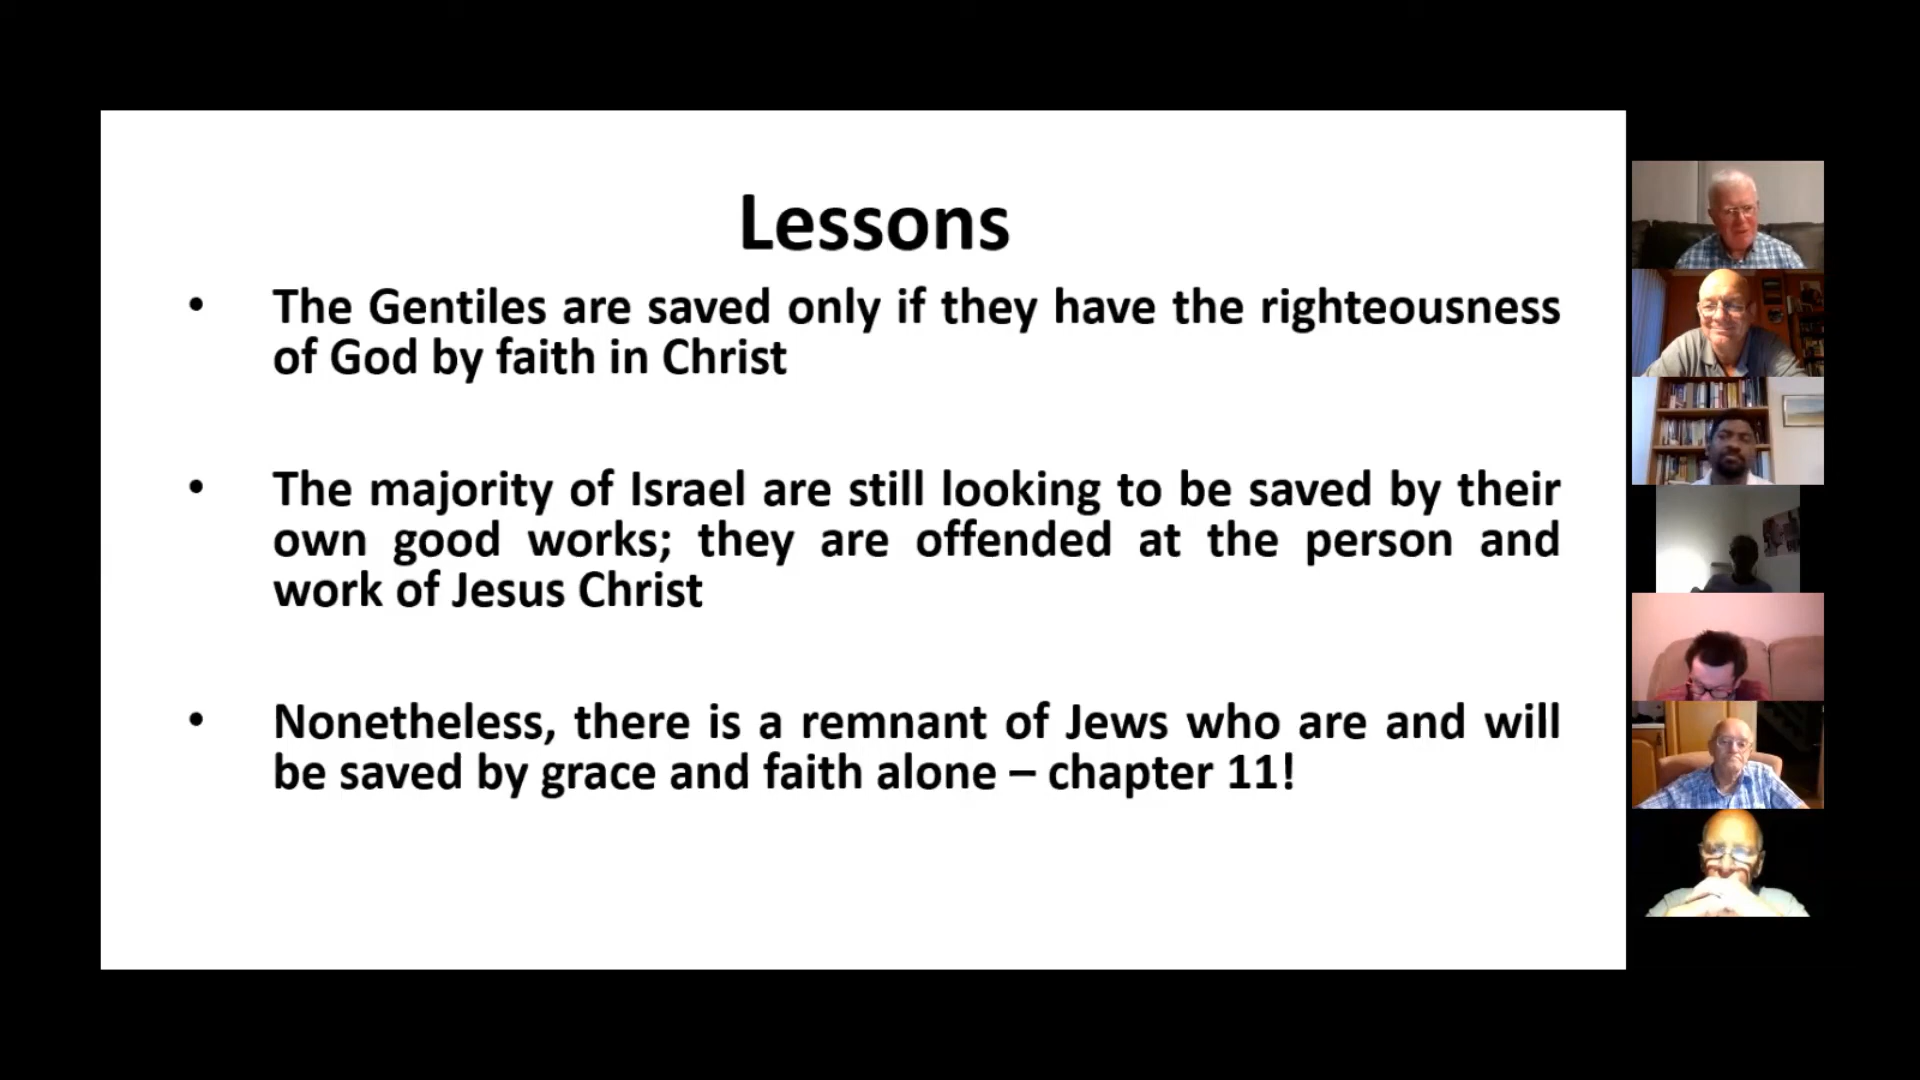 Lessons
• The Gentiles are saved only if they have the righteousness
of God by faith in Christ
• The majority of Israel are still looking to be saved by their
own good works; they are offended at the person and
work of Jesus Christ
• Nonetheless, there is a remnant of Jews who are and will
be saved by grace and faith alone – chapter 11!